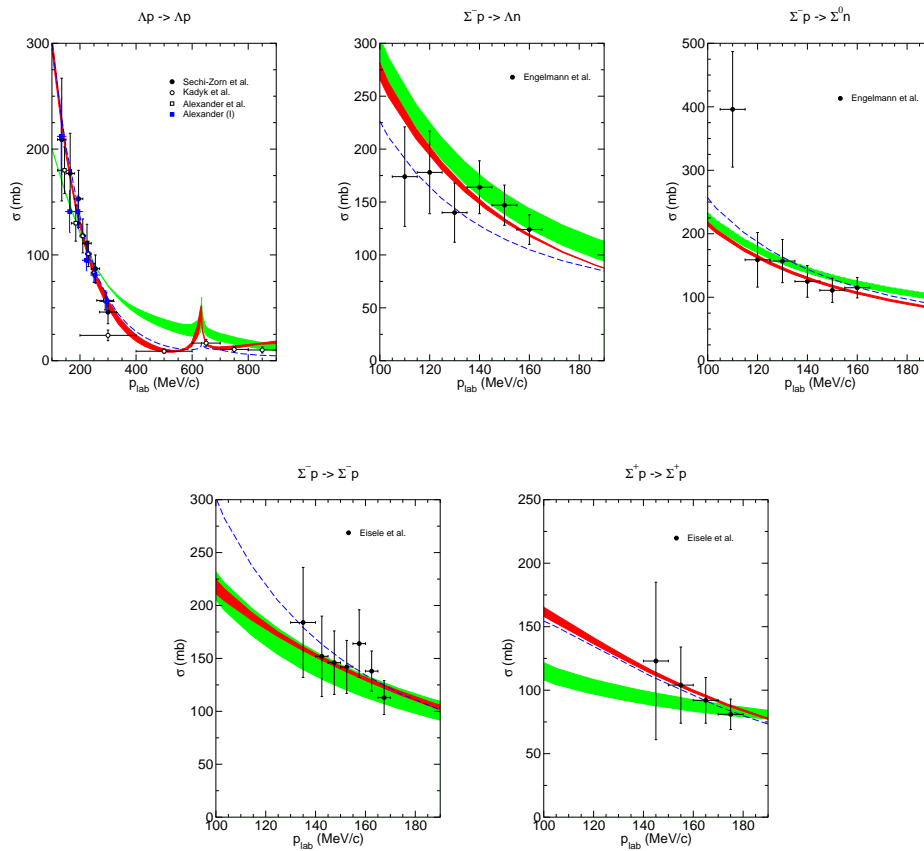 Λp -> Λp
300
250
200
150
100
50
0
σ (mb)
200 400 600 800
p_lab (MeV/c)
Sechi-Zorn et al.
Kadyk et al.
Alexander et al.
Alexander (I)
Σ⁻p -> Λn
300
250
200
150
100
50
0
σ (mb)
100 120 140 160 180
p_lab (MeV/c)
Engelmann et al.
Σ⁻p -> Σ⁰n
500
400
300
200
100
0
σ (mb)
100 120 140 160 180
p_lab (MeV/c)
Engelmann et al.
Σ⁻p -> Σ⁻p
300
250
200
150
100
50
0
σ (mb)
100 120 140 160 180
p_lab (MeV/c)
Eisele et al.
Σ⁺p -> Σ⁺p
250
200
150
100
50
0
σ (mb)
100 120 140 160 180
p_lab (MeV/c)
Eisele et al.